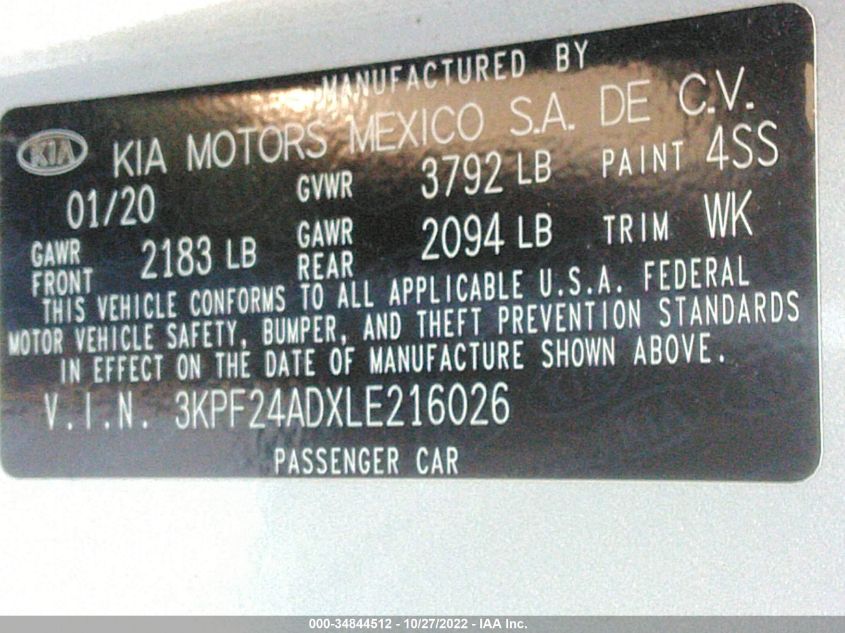 MANUFACTURED BY
KIA KIA MOTORS MEXICO S.A. DE C.V.
01/20 GVWR 3792 LB PAINT 4SS
GAWR FRONT 2183 LB GAWR REAR 2094 LB TRIM WK
THIS VEHICLE CONFORMS TO ALL APPLICABLE U.S.A. FEDERAL
MOTOR VEHICLE SAFETY, BUMPER, AND THEFT PREVENTION STANDARDS
IN EFFECT ON THE DATE OF MANUFACTURE SHOWN ABOVE.
V.I.N. 3KPF24ADXLE216026
PASSENGER CAR
000-34844512 - 10/27/2022 - IAA Inc.